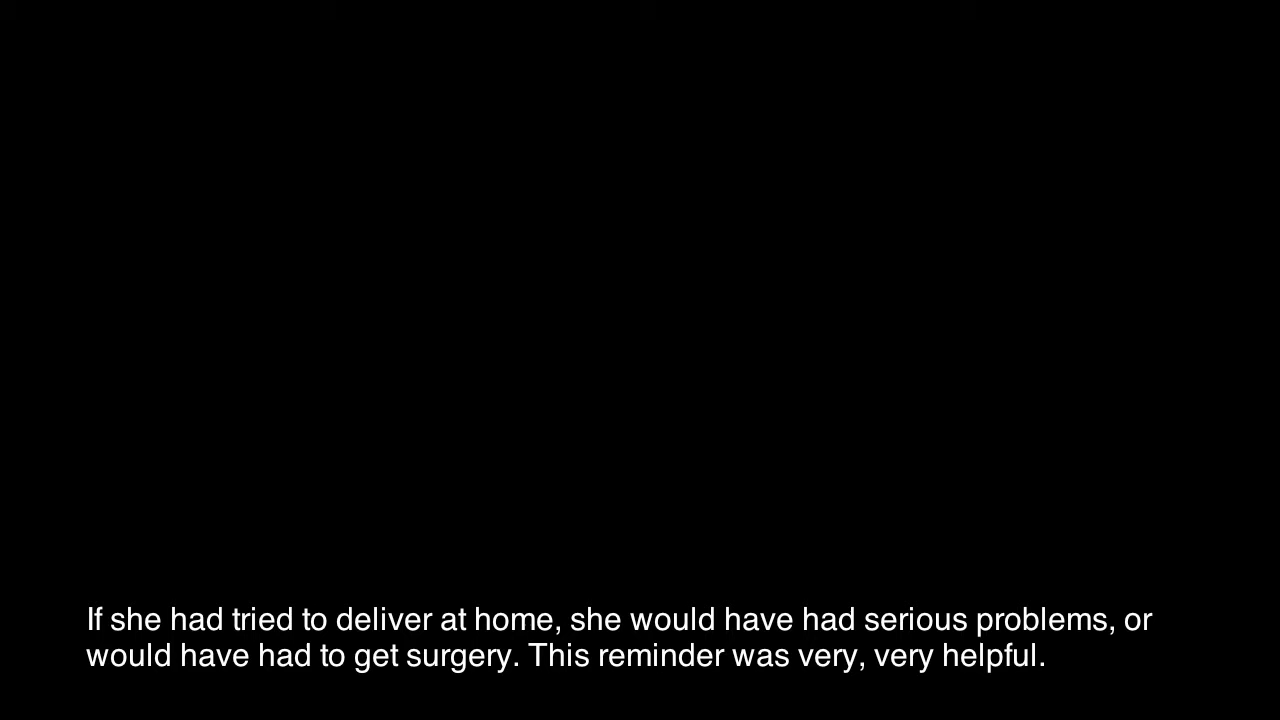 If she had tried to deliver at home, she would have had serious problems, or
would have had to get surgery. This reminder was very, very helpful.